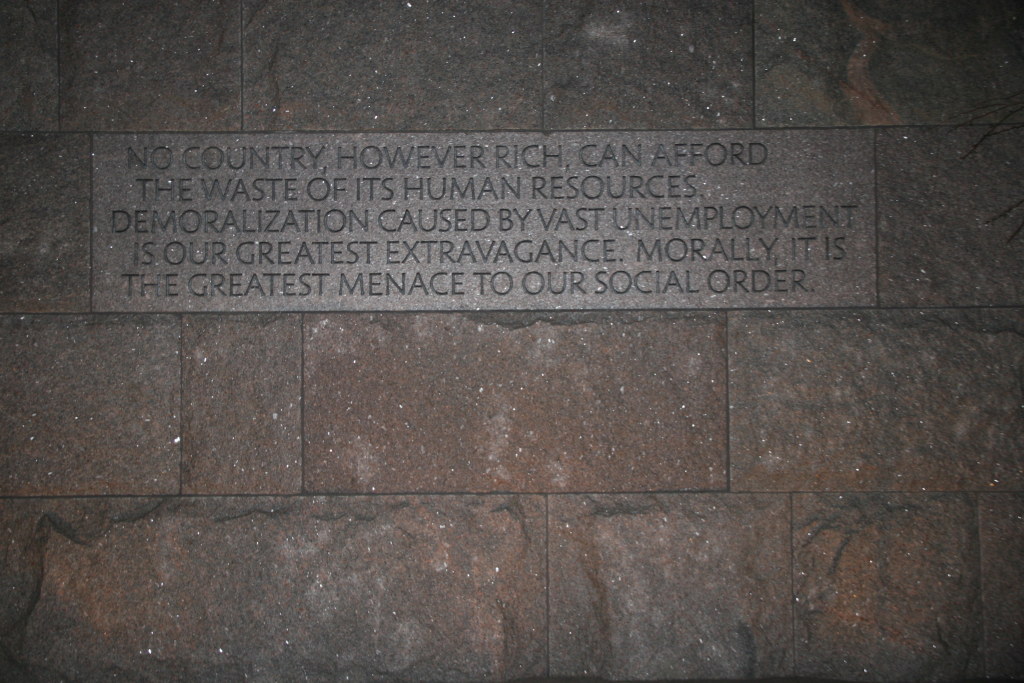 NO COUNTRY, HOWEVER RICH, CAN AFFORD
THE WASTE OF ITS HUMAN RESOURCES.
DEMORALIZATION CAUSED BY VAST UNEMPLOYMENT
IS OUR GREATEST EXTRAVAGANCE. MORALLY, IT IS
THE GREATEST MENACE TO OUR SOCIAL ORDER.